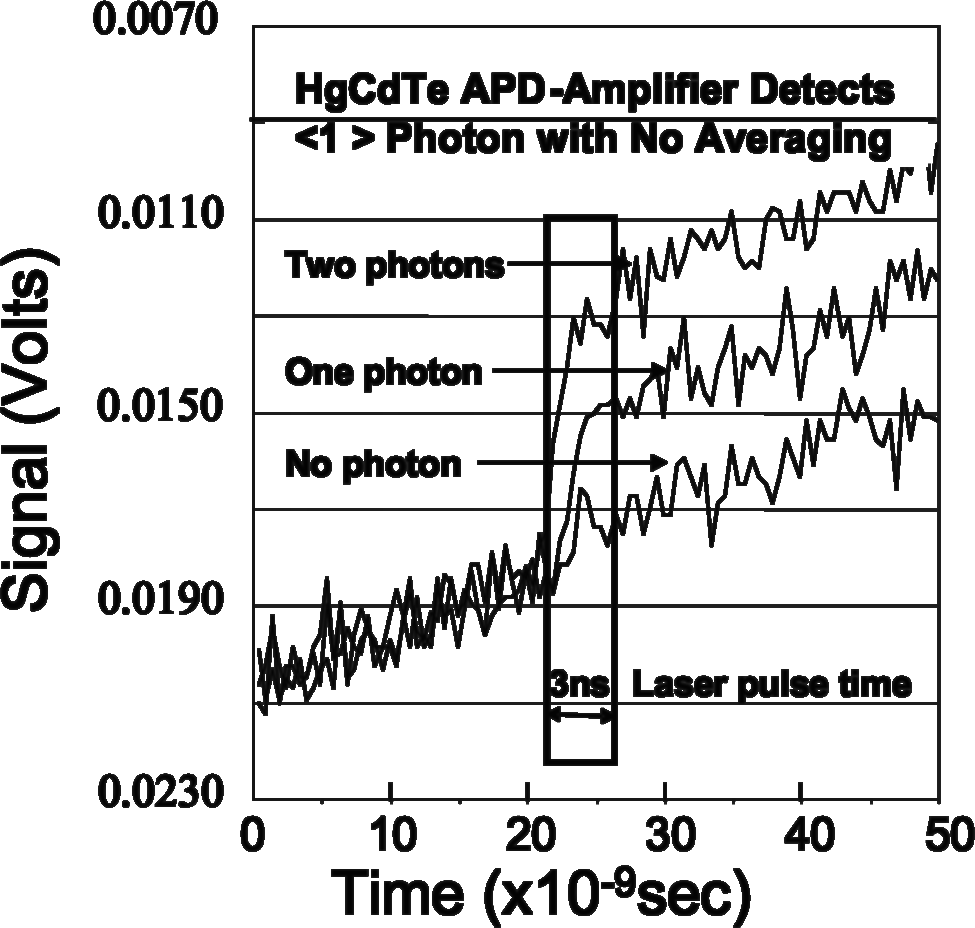 0.0070
HgCdTe APD-Amplifier Detects
<1 > Photon with No Averaging
0.0110
Two photons
One photon
0.0150
No photon
0.0190
3ns Laser pulse time
0.0230
0 10 20 30 40 50
Time (x10-9sec)
Signal (Volts)